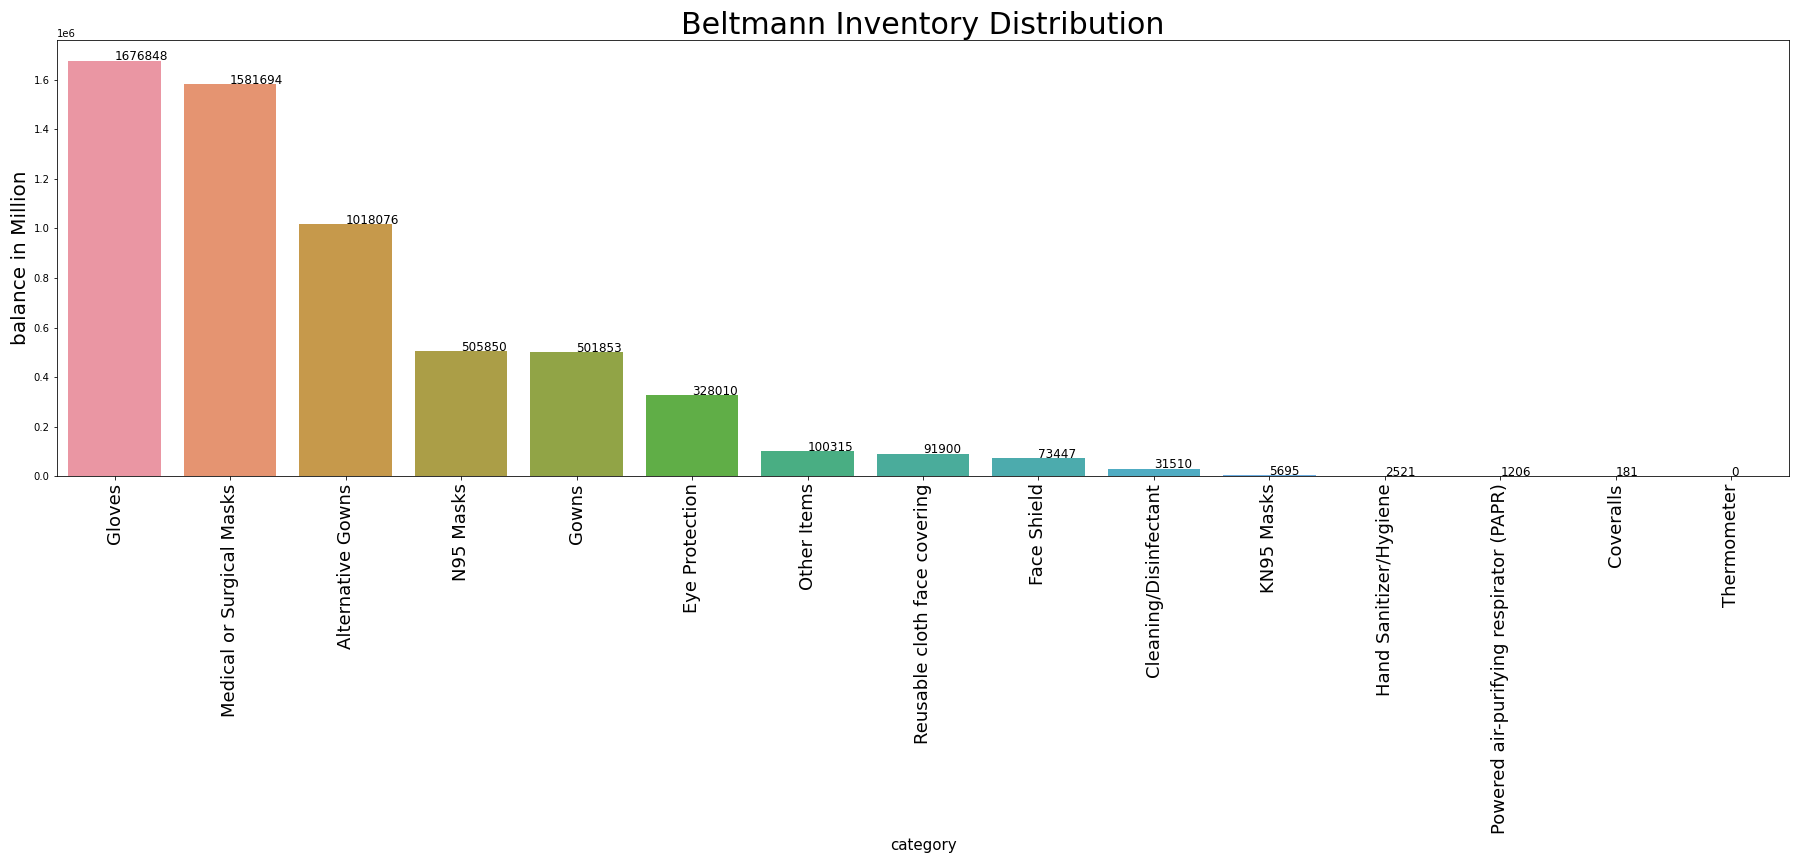 Beltmann Inventory Distribution
1e6
balance in Million
1.6
1.4
1.2
1.0
0.8
0.6
0.4
0.2
0.0
1676848
1581694
1018076
505850
501853
328010
100315
91900
73447
31510
5695
2521
1206
181
0
Gloves
Medical or Surgical Masks
Alternative Gowns
N95 Masks
Gowns
Eye Protection
Other Items
Reusable cloth face covering
Face Shield
Cleaning/Disinfectant
KN95 Masks
Hand Sanitizer/Hygiene
Powered air-purifying respirator (PAPR)
Coveralls
Thermometer
category